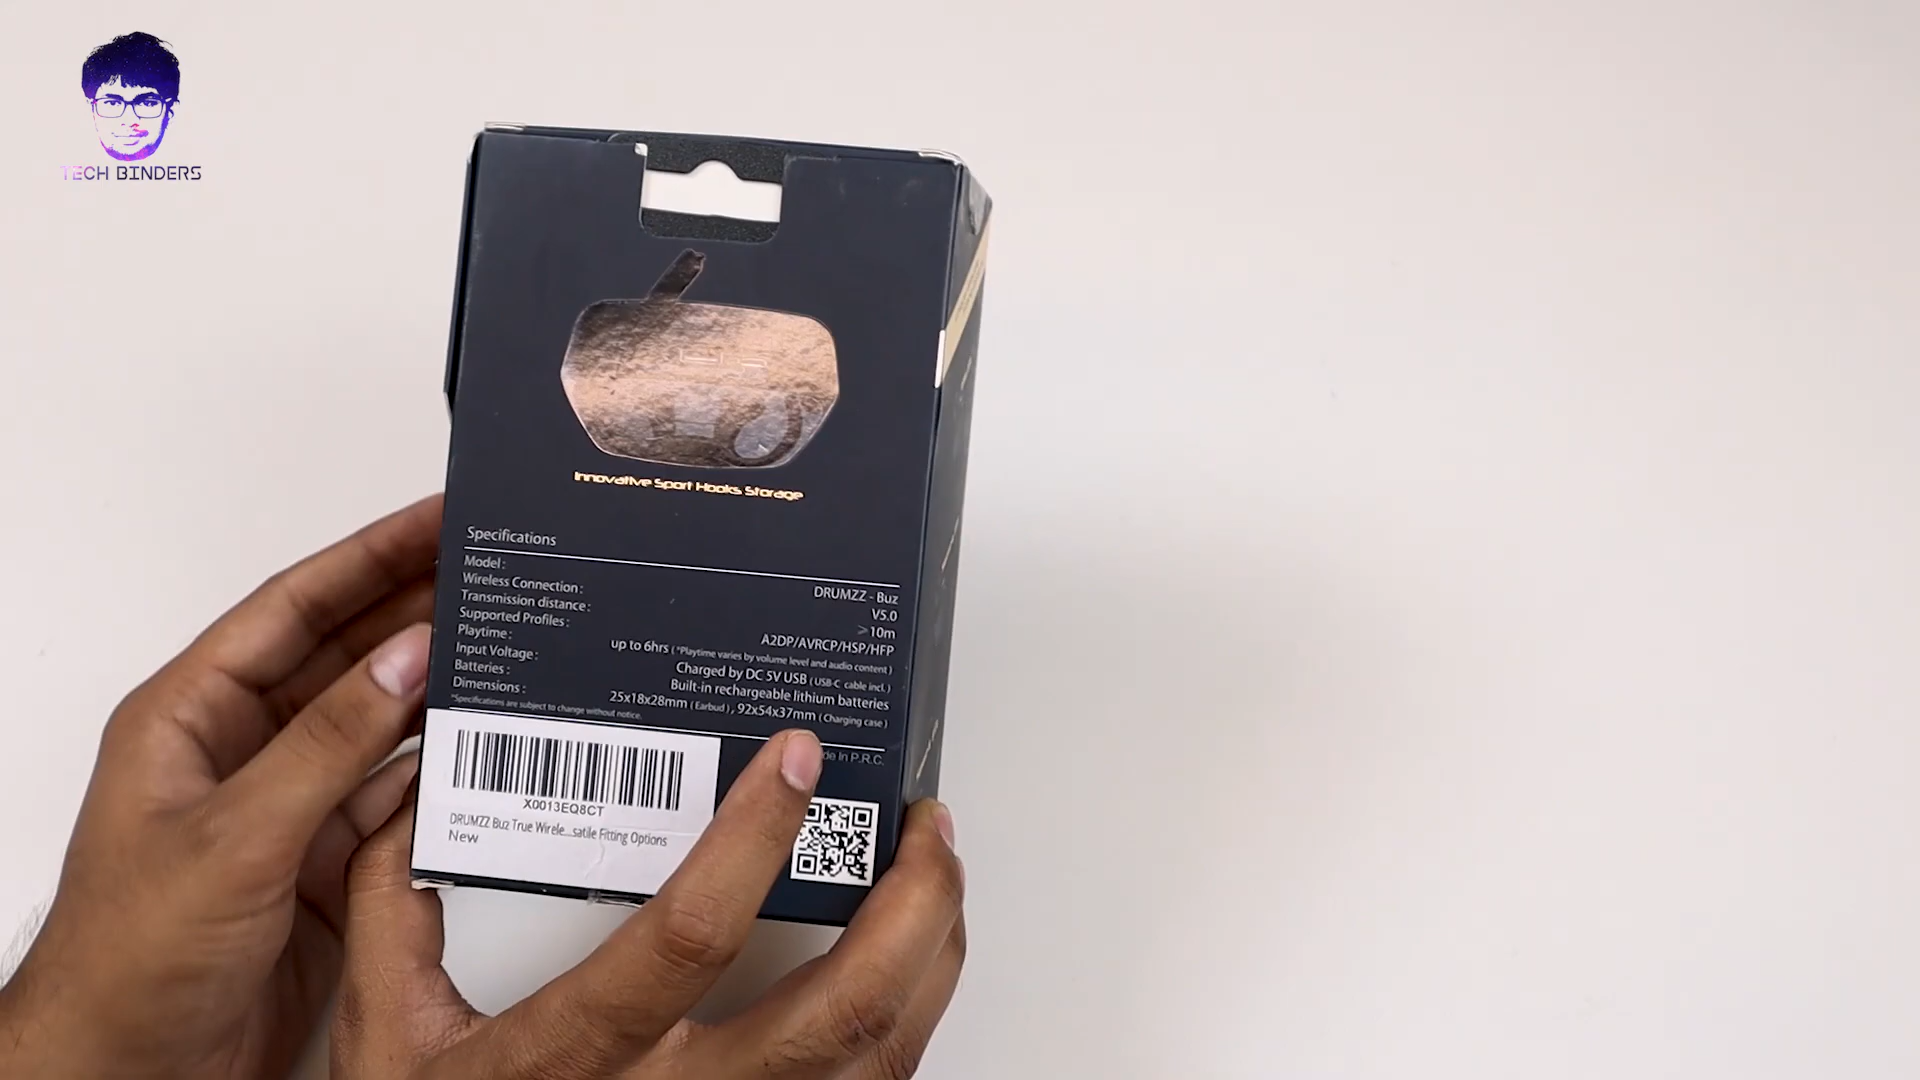 TECH BINDERS
Innovative Sport Hooks Storage
Specifications
Model: DRUMZZ - Buz
Wireless Connection: V5.0
Transmission distance: >10m
Supported Profiles: A2DP/AVRCP/HSP/HFP
Playtime: up to 6hrs (*Playtime varies by volume level and audio content)
Input Voltage: Charged by DC 5V USB (USB-C cable incl.)
Batteries: Built-in rechargeable lithium batteries
Dimensions: 25x18x28mm (Earbud), 92x54x37mm (Charging case)
*Specifications are subject to change without notice.
In P.R.C.
X0013EQ8CT
DRUMZZ Buz True Wirele...satile Fitting Options
New